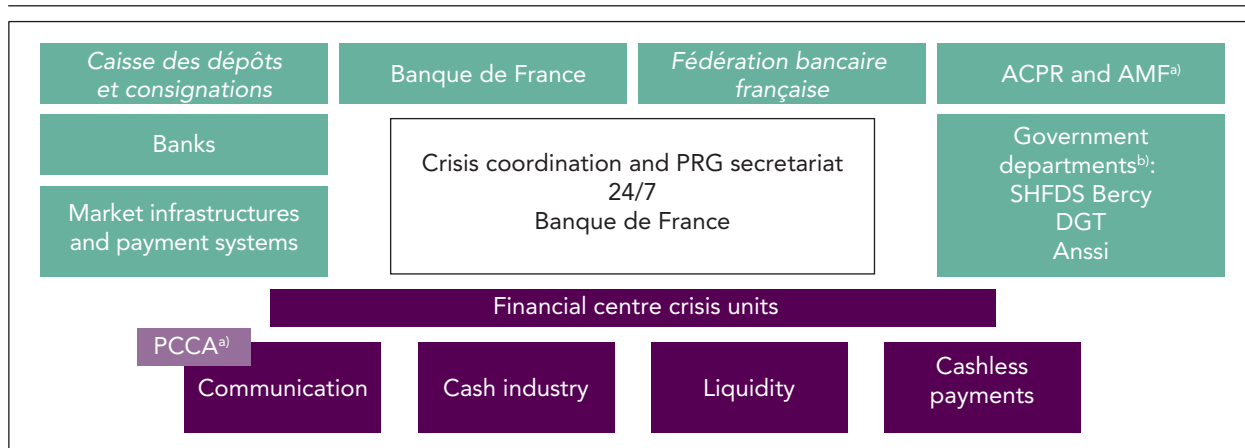 Caisse des dépôts
et consignations
Banque de France
Fédération bancaire
française
ACPR and AMFa)
Banks
Market infrastructures
and payment systems
Crisis coordination and PRG secretariat
24/7
Banque de France
Government
departmentsb):
SHFDS Bercy
DGT
Anssi
Financial centre crisis units
PCCAa)
Communication
Cash industry
Liquidity
Cashless
payments